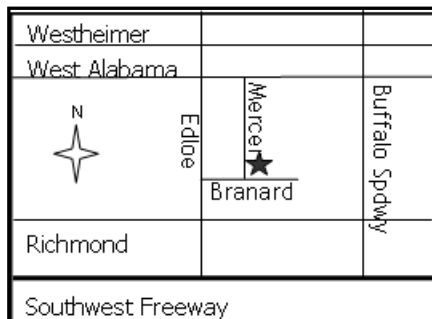 Westheimer
West Alabama
N
Edloe
Mercer
Buffalo Spdwy
Branard
Richmond
Southwest Freeway